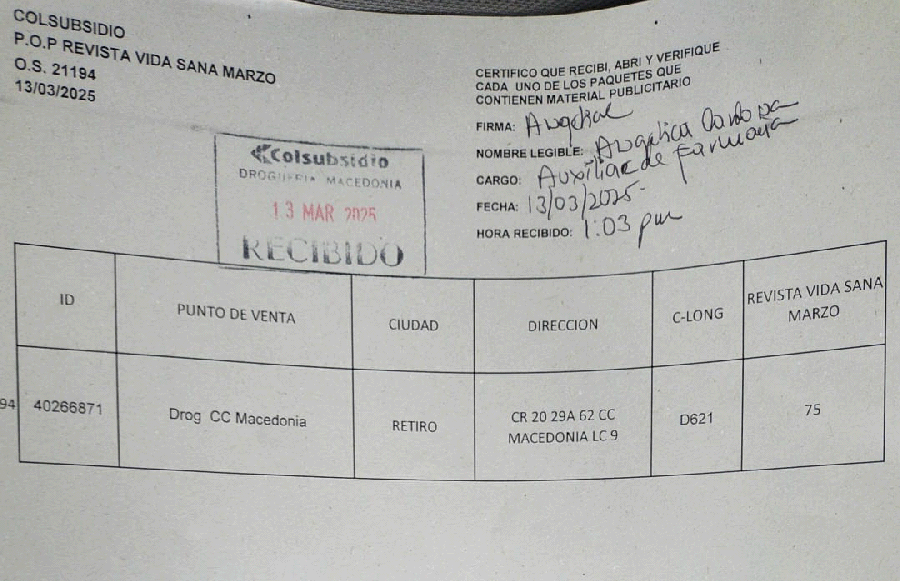 COLSUBSIDIO
P.O.P REVISTA VIDA SANA MARZO
O.S. 21194
13/03/2025
CERTIFICO QUE RECIBI, ABRI Y VERIFIQUE
CADA UNO DE LOS PAQUETES QUE
CONTIENEN MATERIAL PUBLICITARIO
FIRMA:
NOMBRE LEGIBLE: Angelica Cardona
CARGO: Auxiliar de farmacia
FECHA: 13/03/2025
HORA RECIBIDO: 1:03 pm
Colsubsidio
DROGUERIA MACEDONIA
13 MAR 2025
RECIBIDO
ID PUNTO DE VENTA CIUDAD DIRECCION C-LONG REVISTA VIDA SANA
MARZO
94 40266871 Drog CC Macedonia RETIRO CR 20 29A 62 CC D621 75
MACEDONIA LC 9